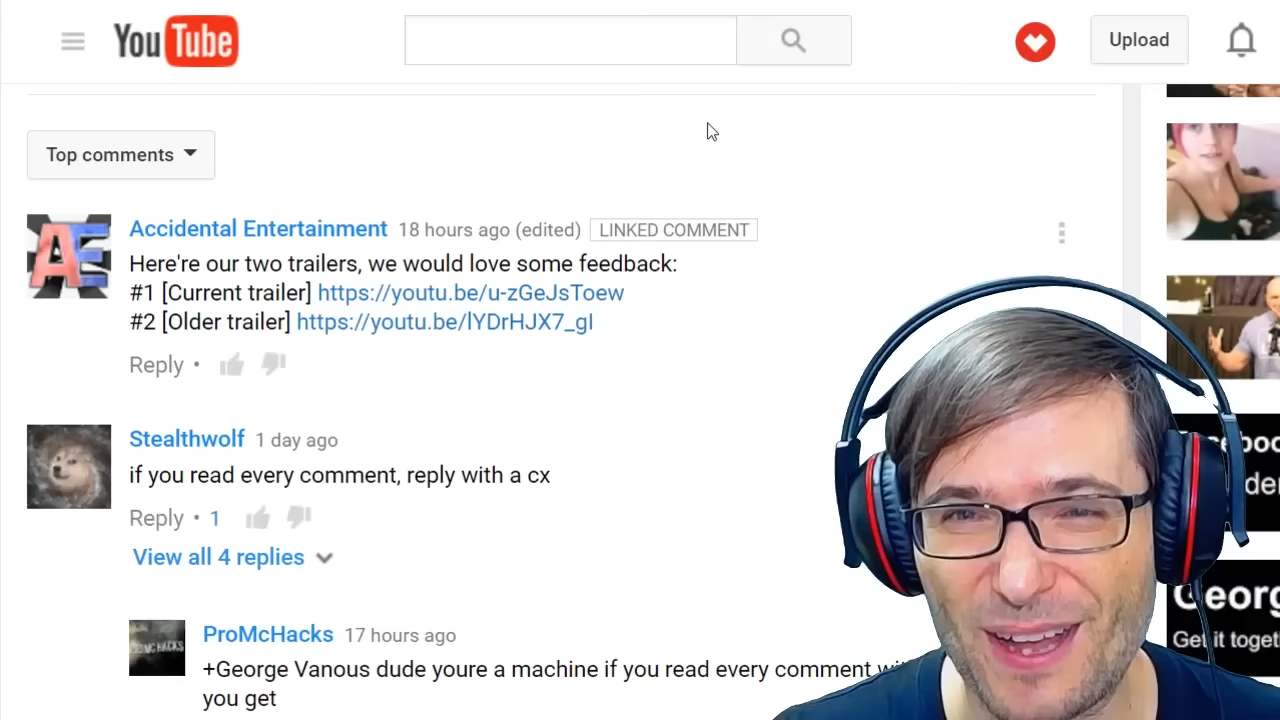 YouTube
Upload
Top comments
Accidental Entertainment 18 hours ago (edited) LINKED COMMENT
Here're our two trailers, we would love some feedback:
#1 [Current trailer] https://youtu.be/u-zGeJsToew
#2 [Older trailer] https://youtu.be/lYDrHJX7_gI
Reply •
Stealthwolf 1 day ago
if you read every comment, reply with a cx
Reply • 1
View all 4 replies
ProMcHacks 17 hours ago
+George Vanous dude youre a machine if you read every comment
you get
AE
Get it